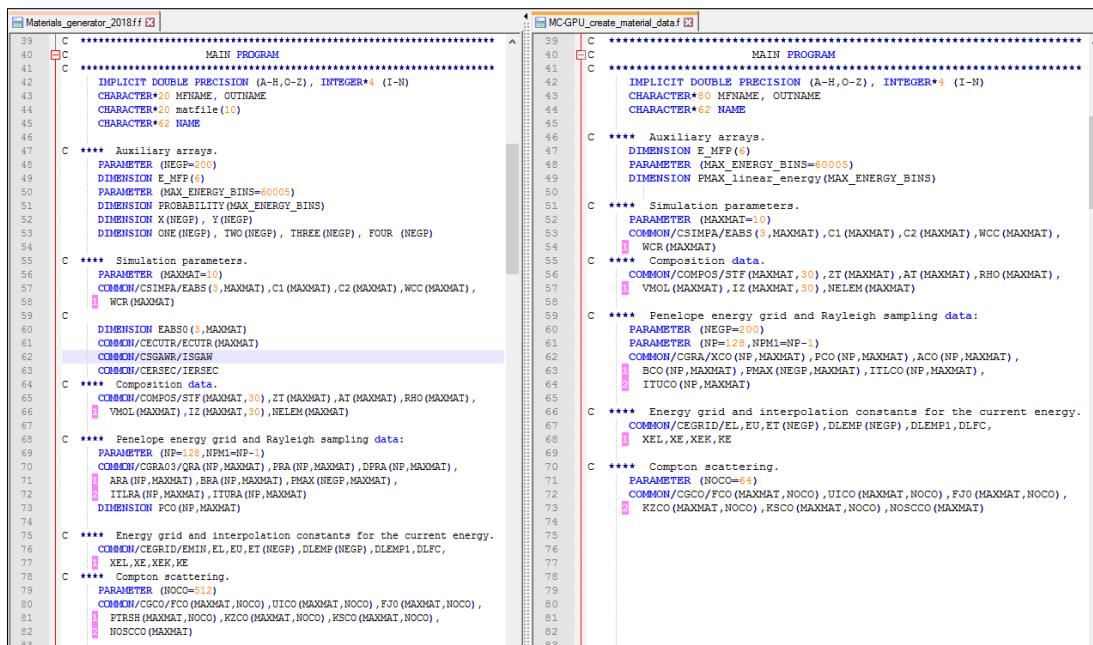 Materials_generator_2018.f.f
39 C *********************************************************************
40 C MAIN PROGRAM
41 C *********************************************************************
42 IMPLICIT DOUBLE PRECISION (A-H,O-Z), INTEGER*4 (I-N)
43 CHARACTER*20 MFNAME, OUTNAME
44 CHARACTER*20 matfile(10)
45 CHARACTER*62 NAME
46
47 C **** Auxiliary arrays.
48 PARAMETER (NEGP=200)
49 DIMENSION E_MFP(6)
50 PARAMETER (MAX_ENERGY_BINS=60005)
51 DIMENSION PROBABILITY(MAX_ENERGY_BINS)
52 DIMENSION X(NEGP), Y(NEGP)
53 DIMENSION ONE(NEGP), TWO(NEGP), THREE(NEGP), FOUR (NEGP)
54
55 C **** Simulation parameters.
56 PARAMETER (MAXMAT=10)
57 COMMON/CSIMPA/EABS(3,MAXMAT),C1(MAXMAT),C2(MAXMAT),WCC(MAXMAT),
58 1 WCR(MAXMAT)
59 C
60 DIMENSION EABS0(3,MAXMAT)
61 COMMON/CECUTR/ECUTR(MAXMAT)
62 COMMON/CSGAWR/ISGAW
63 COMMON/CERSEC/IERSEC
64 C **** Composition data.
65 COMMON/COMPOS/STF(MAXMAT,30),ZT(MAXMAT),AT(MAXMAT),RHO(MAXMAT),
66 1 VMOL(MAXMAT),IZ(MAXMAT,30),NELEM(MAXMAT)
67
68 C **** Penelope energy grid and Rayleigh sampling data:
69 PARAMETER (NP=128,NPM1=NP-1)
70 COMMON/CGRA03/QRA(NP,MAXMAT),PRA(NP,MAXMAT),DPRA(NP,MAXMAT),
71 1 ARA(NP,MAXMAT),BRA(NP,MAXMAT),PMAX(NEGP,MAXMAT),
72 2 ITLRA(NP,MAXMAT),ITURA(NP,MAXMAT)
73 DIMENSION PCO(NP,MAXMAT)
74
75 C **** Energy grid and interpolation constants for the current energy.
76 COMMON/CEGRID/EMIN,EL,EU,ET(NEGP),DLEMP(NEGP),DLEMP1,DLFC,
77 1 XEL,XE,XEK,KE
78 C **** Compton scattering.
79 PARAMETER (NOCO=512)
80 COMMON/CGCO/FCO(MAXMAT,NOCO),UICO(MAXMAT,NOCO),FJ0(MAXMAT,NOCO),
81 1 PTRSH(MAXMAT,NOCO),KZCO(MAXMAT,NOCO),KSCO(MAXMAT,NOCO),
82 2 NOSCCO(MAXMAT)
MC-GPU_create_material_data.f
39 C *********************************************************************
40 C MAIN PROGRAM
41 C *********************************************************************
42 IMPLICIT DOUBLE PRECISION (A-H,O-Z), INTEGER*4 (I-N)
43 CHARACTER*80 MFNAME, OUTNAME
44 CHARACTER*62 NAME
45
46 C **** Auxiliary arrays.
47 DIMENSION E_MFP(6)
48 PARAMETER (MAX_ENERGY_BINS=60005)
49 DIMENSION PMAX_linear_energy(MAX_ENERGY_BINS)
50
51 C **** Simulation parameters.
52 PARAMETER (MAXMAT=10)
53 COMMON/CSIMPA/EABS(3,MAXMAT),C1(MAXMAT),C2(MAXMAT),WCC(MAXMAT),
54 1 WCR(MAXMAT)
55 C **** Composition data.
56 COMMON/COMPOS/STF(MAXMAT,30),ZT(MAXMAT),AT(MAXMAT),RHO(MAXMAT),
57 1 VMOL(MAXMAT),IZ(MAXMAT,30),NELEM(MAXMAT)
58
59 C **** Penelope energy grid and Rayleigh sampling data:
60 PARAMETER (NEGP=200)
61 PARAMETER (NP=128,NPM1=NP-1)
62 COMMON/CGRA/XCO(NP,MAXMAT),PCO(NP,MAXMAT),ACO(NP,MAXMAT),
63 1 BCO(NP,MAXMAT),PMAX(NEGP,MAXMAT),ITLCO(NP,MAXMAT),
64 2 ITUCO(NP,MAXMAT)
65
66 C **** Energy grid and interpolation constants for the current energy.
67 COMMON/CEGRID/EL,EU,ET(NEGP),DLEMP(NEGP),DLEMP1,DLFC,
68 1 XEL,XE,XEK,KE
69
70 C **** Compton scattering.
71 PARAMETER (NOCO=64)
72 COMMON/CGCO/FCO(MAXMAT,NOCO),UICO(MAXMAT,NOCO),FJ0(MAXMAT,NOCO),
73 2 KZCO(MAXMAT,NOCO),KSCO(MAXMAT,NOCO),NOSCCO(MAXMAT)
74
75
76
77
78
79
80
81
82